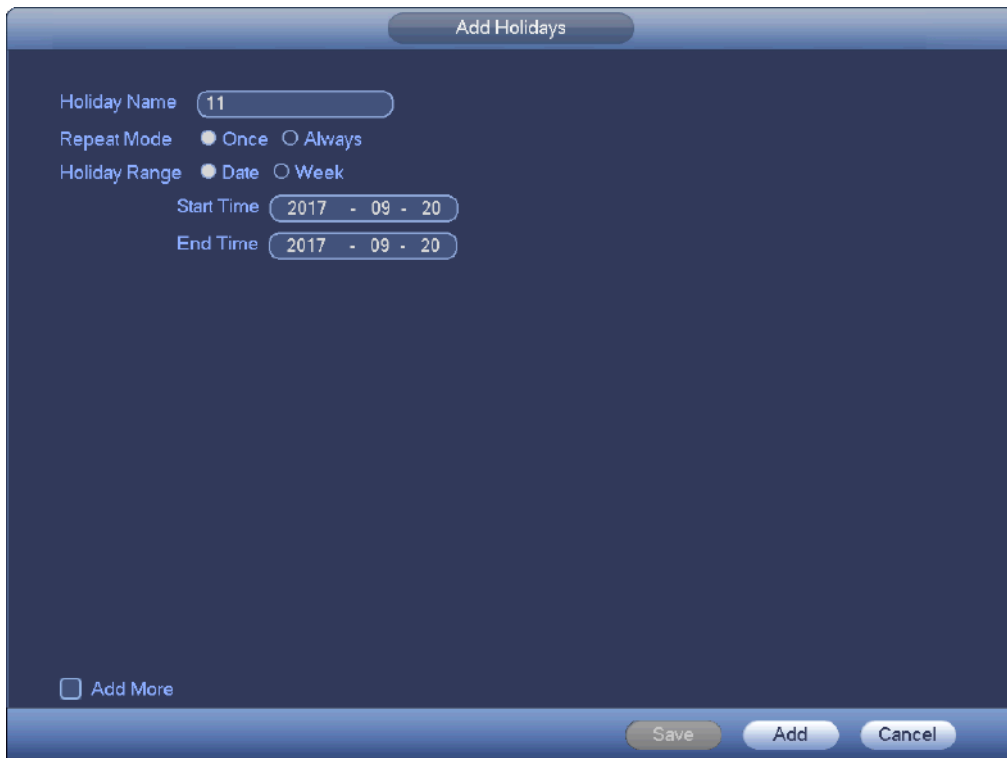 Add Holidays
Holiday Name 11
Repeat Mode Once Always
Holiday Range Date Week
Start Time 2017 - 09 - 20
End Time 2017 - 09 - 20
Add More
Save Add Cancel